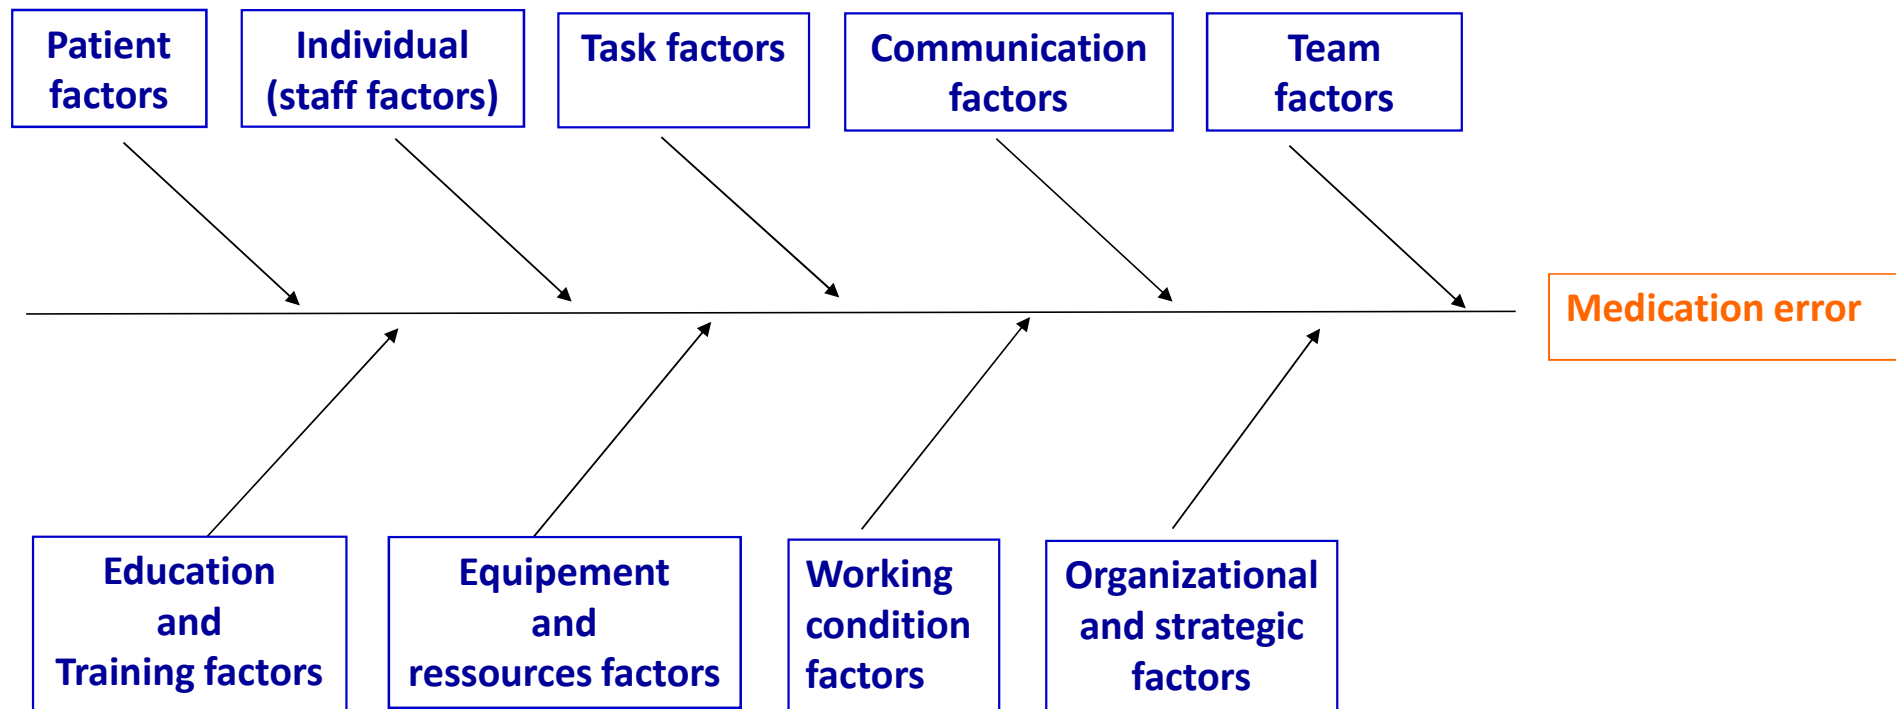 Patient
factors
Individual
(staff factors)
Task factors
Communication
factors
Team
factors
Medication error
Education
and
Training factors
Equipement
and
ressources factors
Working
condition
factors
Organizational
and strategic
factors